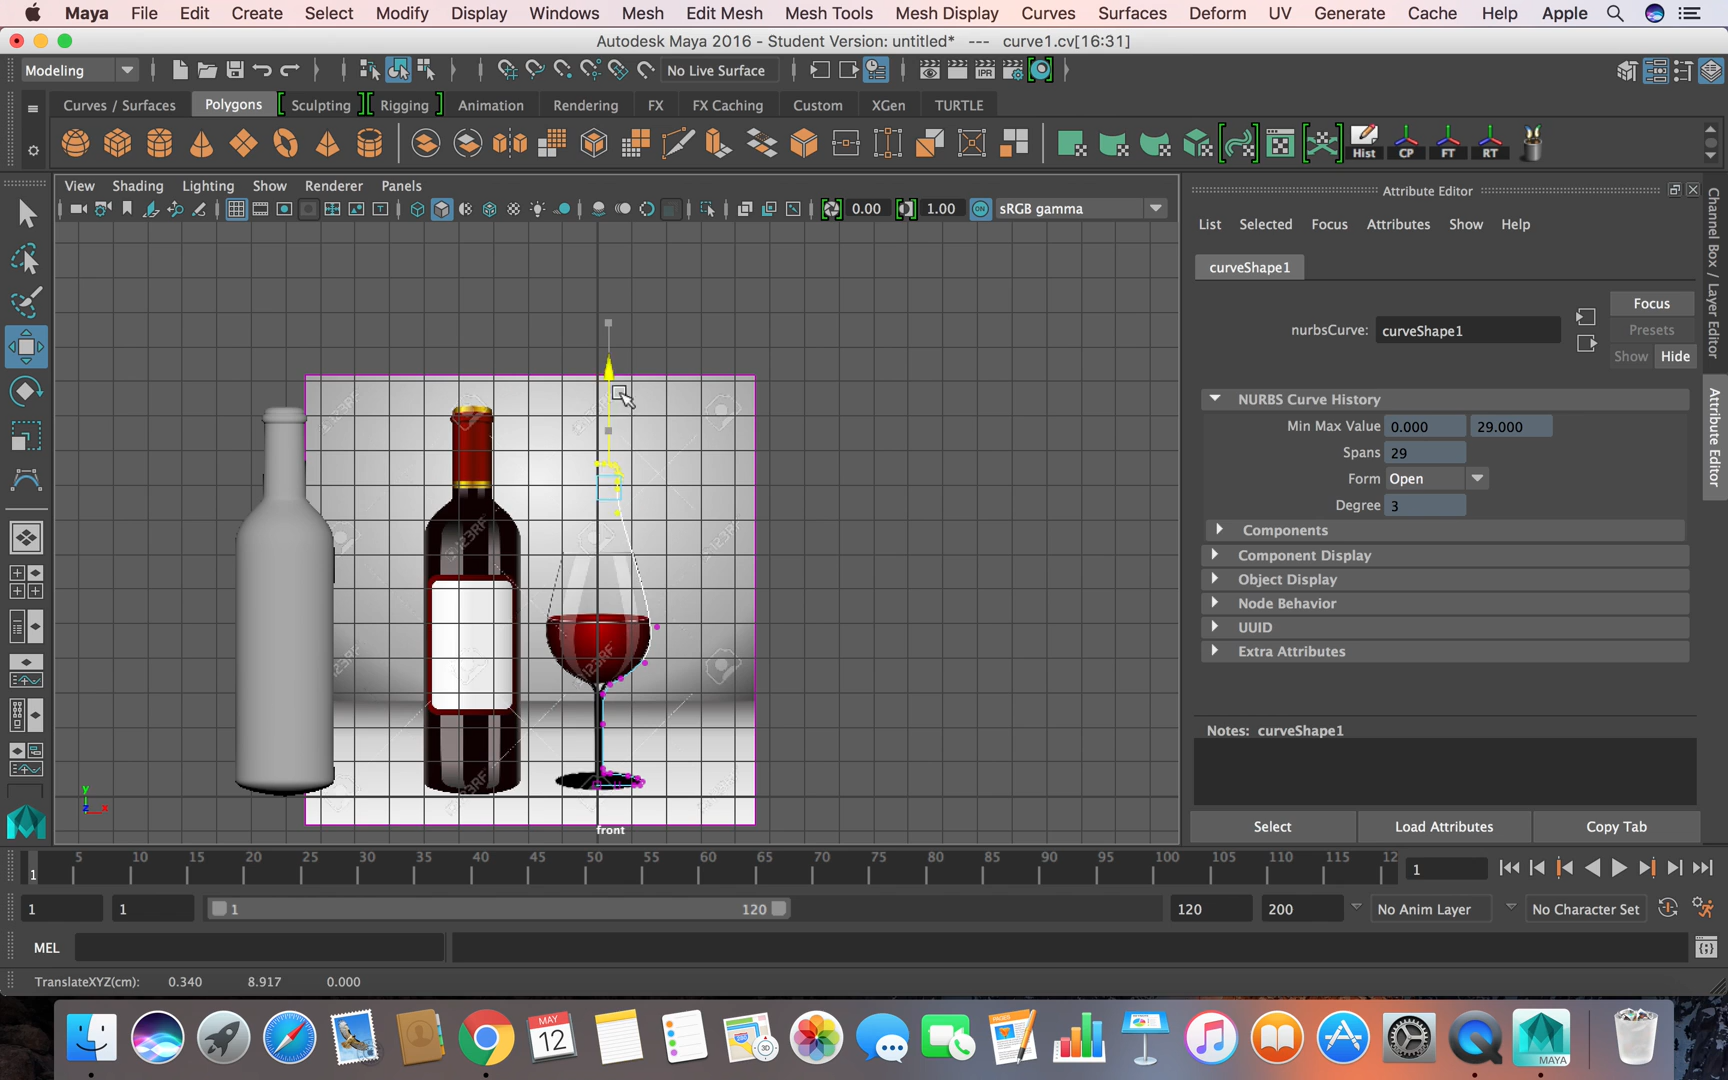 Maya File Edit Create Select Modify Display Windows Mesh Edit Mesh Mesh Tools Mesh Display Curves Surfaces Deform UV Generate Cache Help Apple
Autodesk Maya 2016 - Student Version: untitled* --- curve1.cv[16:31]
Modeling No Live Surface IPR
Curves / Surfaces Polygons Sculpting Rigging Animation Rendering FX FX Caching Custom XGen TURTLE
Hist CP FT RT
View Shading Lighting Show Renderer Panels
0.00 1.00 ON sRGB gamma
Attribute Editor
List Selected Focus Attributes Show Help
curveShape1
nurbsCurve: curveShape1
Focus
Presets
Show Hide
NURBS Curve History
Min Max Value 0.000 29.000
Spans 29
Form Open
Degree 3
Components
Component Display
Object Display
Node Behavior
UUID
Extra Attributes
Notes: curveShape1
Select Load Attributes Copy Tab
Channel Box / Layer Editor
Attribute Editor
123RF
y
z x
front
5 10 15 20 25 30 35 40 45 50 55 60 65 70 75 80 85 90 95 100 105 110 115 12
1 1
1 1 1 120 120 200 No Anim Layer No Character Set
MEL
TranslateXYZ(cm): 0.340 8.917 0.000
MAY
12
PAGES
MAYA